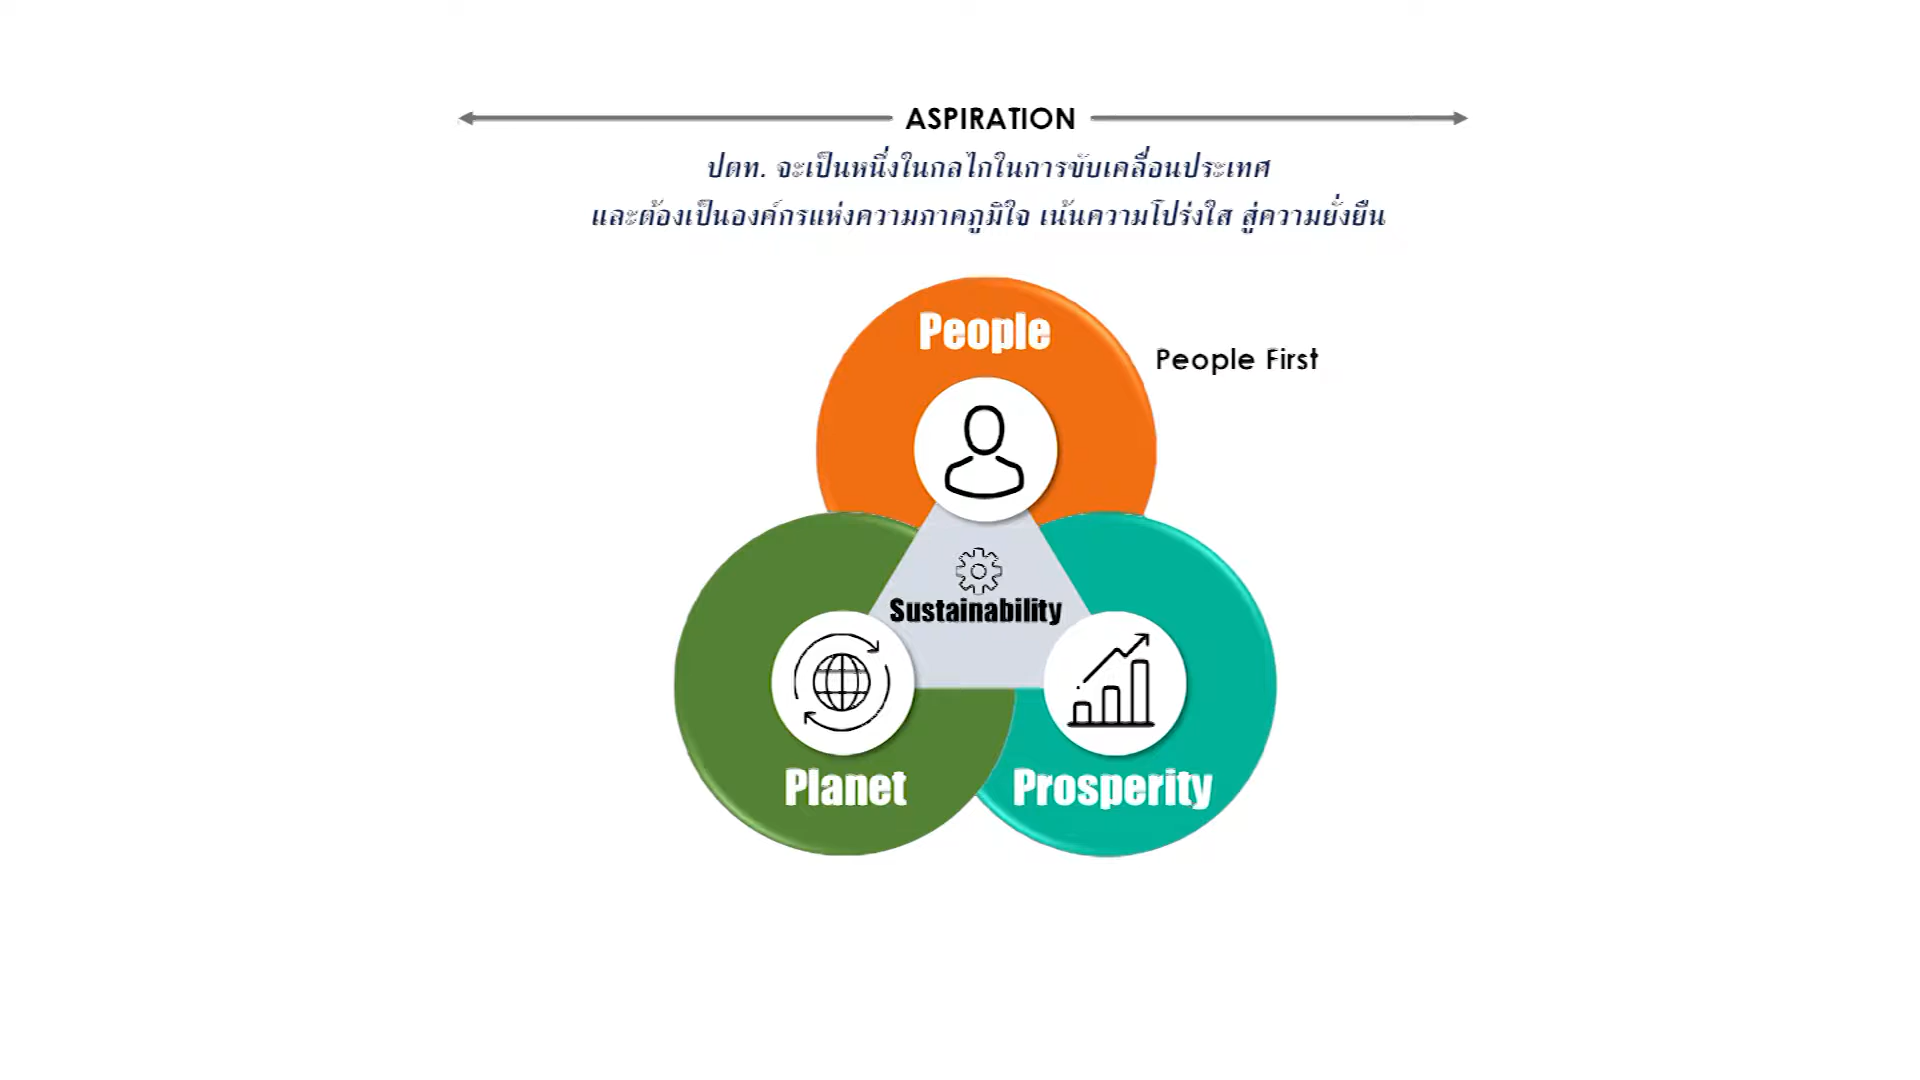 ASPIRATION
ปตท. จะเป็นหนึ่งในกลไกในการขับเคลื่อนประเทศ
และต้องเป็นองค์กรแห่งความภาคภูมิใจ เน้นความโปร่งใส สู่ความยั่งยืน
People
People First
Sustainability
Planet
Prosperity